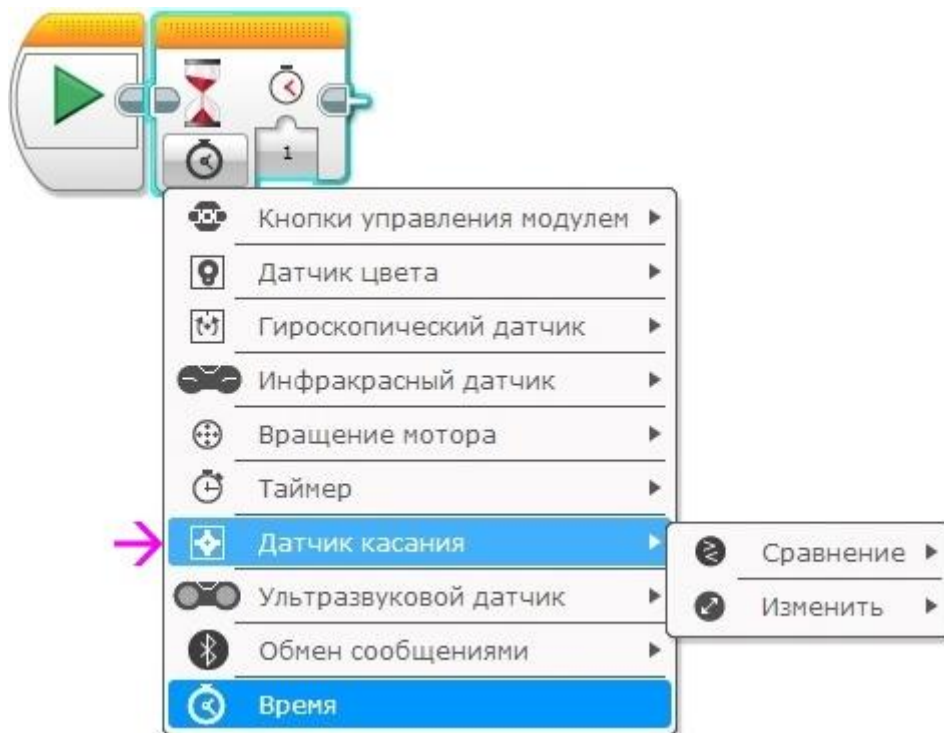 1
Кнопки управления модулем
Датчик цвета
Гироскопический датчик
Инфракрасный датчик
Вращение мотора
Таймер
Датчик касания
Сравнение
Ультразвуковой датчик
Изменить
Обмен сообщениями
Время